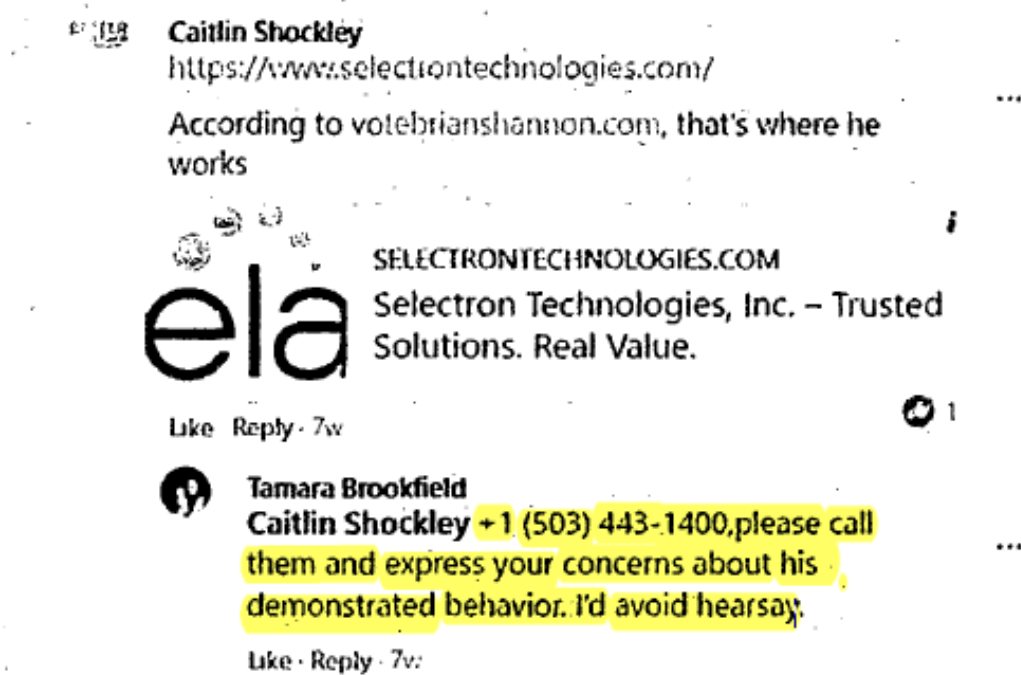 Caitlin Shockley
https://www.selectrontechnologies.com/
According to votebrianshannon.com, that's where he
works
ela
SELECTRONTECHNOLOGIES.COM
Selectron Technologies, Inc. – Trusted
Solutions. Real Value.
Like Reply · 7w
1
Tamara Brookfield
Caitlin Shockley +1 (503) 443-1400,please call
them and express your concerns about his
demonstrated behavior. I'd avoid hearsay.
Like · Reply · 7w